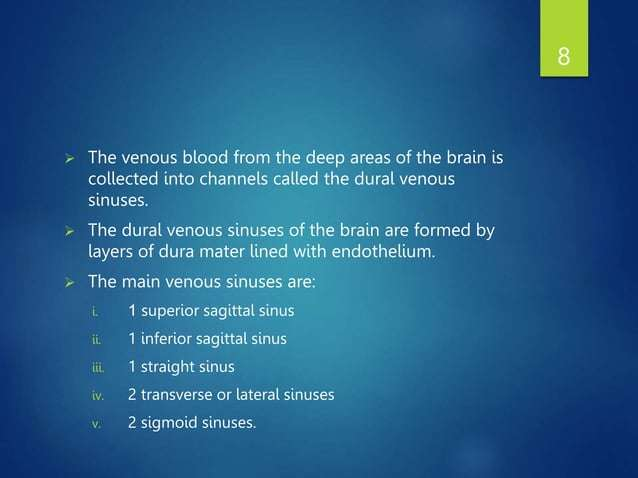 8
➢ The venous blood from the deep areas of the brain is
collected into channels called the dural venous
sinuses.
➢ The dural venous sinuses of the brain are formed by
layers of dura mater lined with endothelium.
➢ The main venous sinuses are:
i. 1 superior sagittal sinus
ii. 1 inferior sagittal sinus
iii. 1 straight sinus
iv. 2 transverse or lateral sinuses
v. 2 sigmoid sinuses.